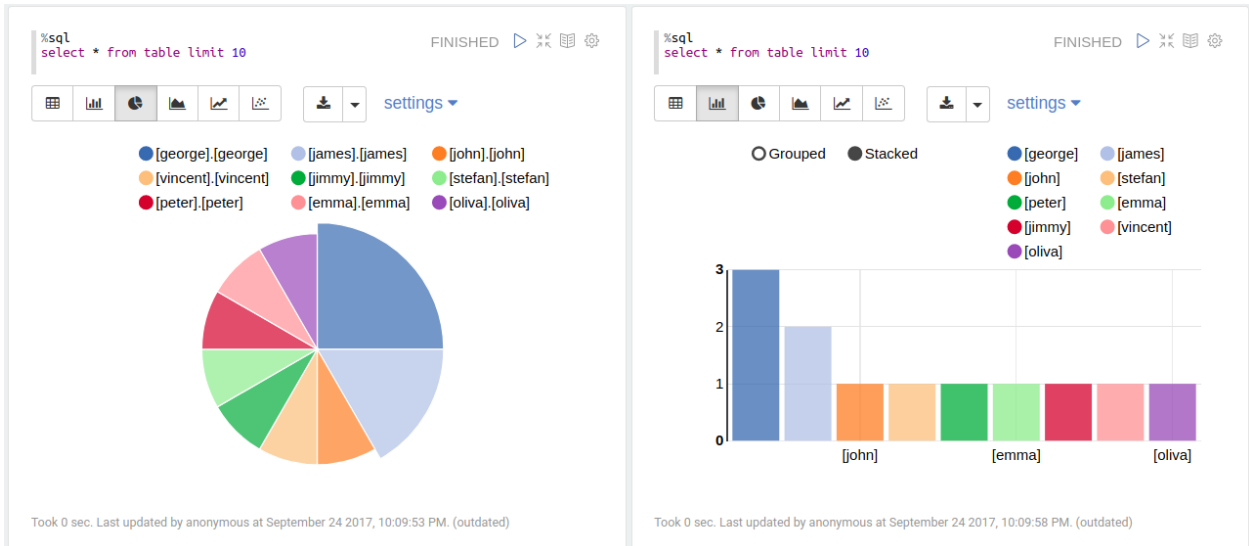 %sql
select * from table limit 10
FINISHED
settings
[george].[george] [james].[james] [john].[john]
[vincent].[vincent] [jimmy].[jimmy] [stefan].[stefan]
[peter].[peter] [emma].[emma] [oliva].[oliva]
Took 0 sec. Last updated by anonymous at September 24 2017, 10:09:53 PM. (outdated)
%sql
select * from table limit 10
FINISHED
settings
Grouped Stacked
[george] [james]
[john] [stefan]
[peter] [emma]
[jimmy] [vincent]
[oliva]
3
2
1
0
[john] [emma] [oliva]
Took 0 sec. Last updated by anonymous at September 24 2017, 10:09:58 PM. (outdated)